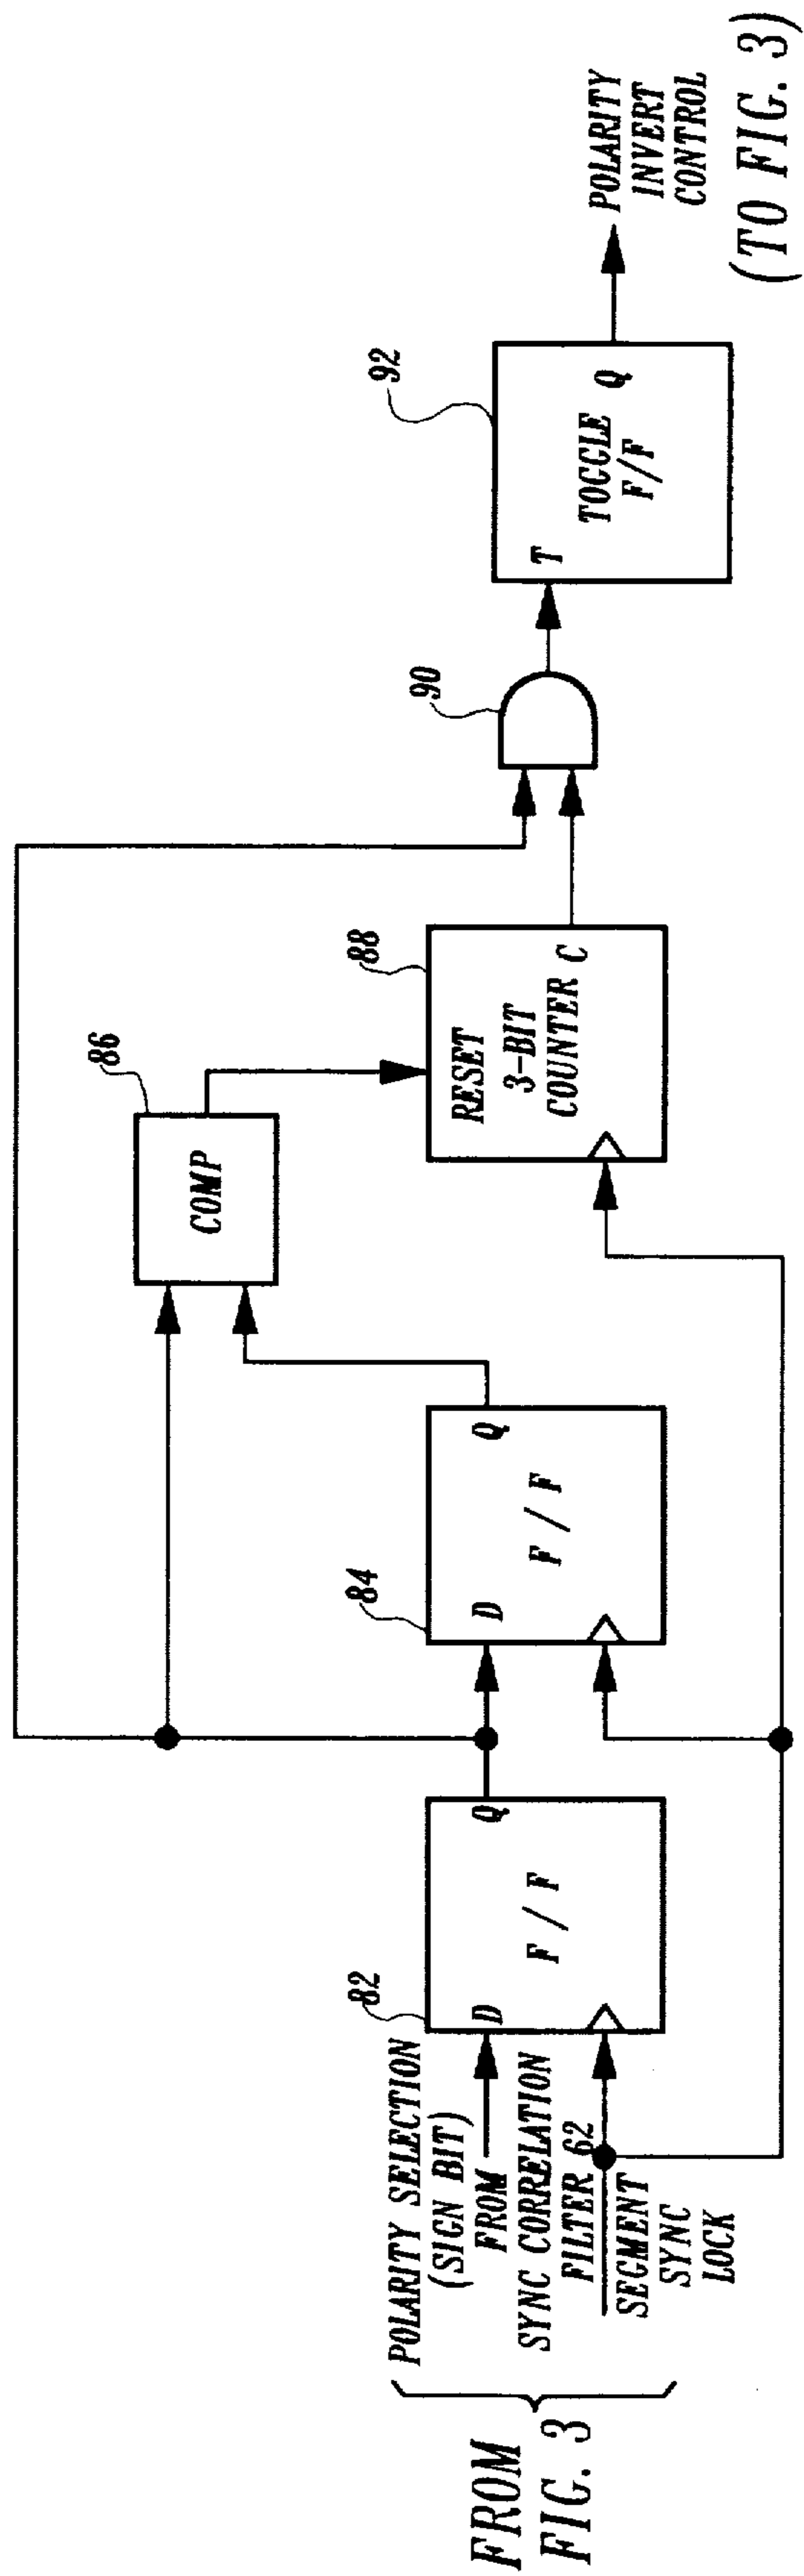 FROM
FIG. 3
POLARITY SELECTION
(SIGN BIT)
FROM
SYNC CORRELATION
FILTER 62
SEGMENT
SYNC
LOCK
82
D
Q
F/F
84
D
Q
F/F
86
COMP
88
RESET
3-BIT
COUNTER C
90
92
T
TOGGLE
F/F
Q
POLARITY
INVERT
CONTROL
(TO FIG. 3)